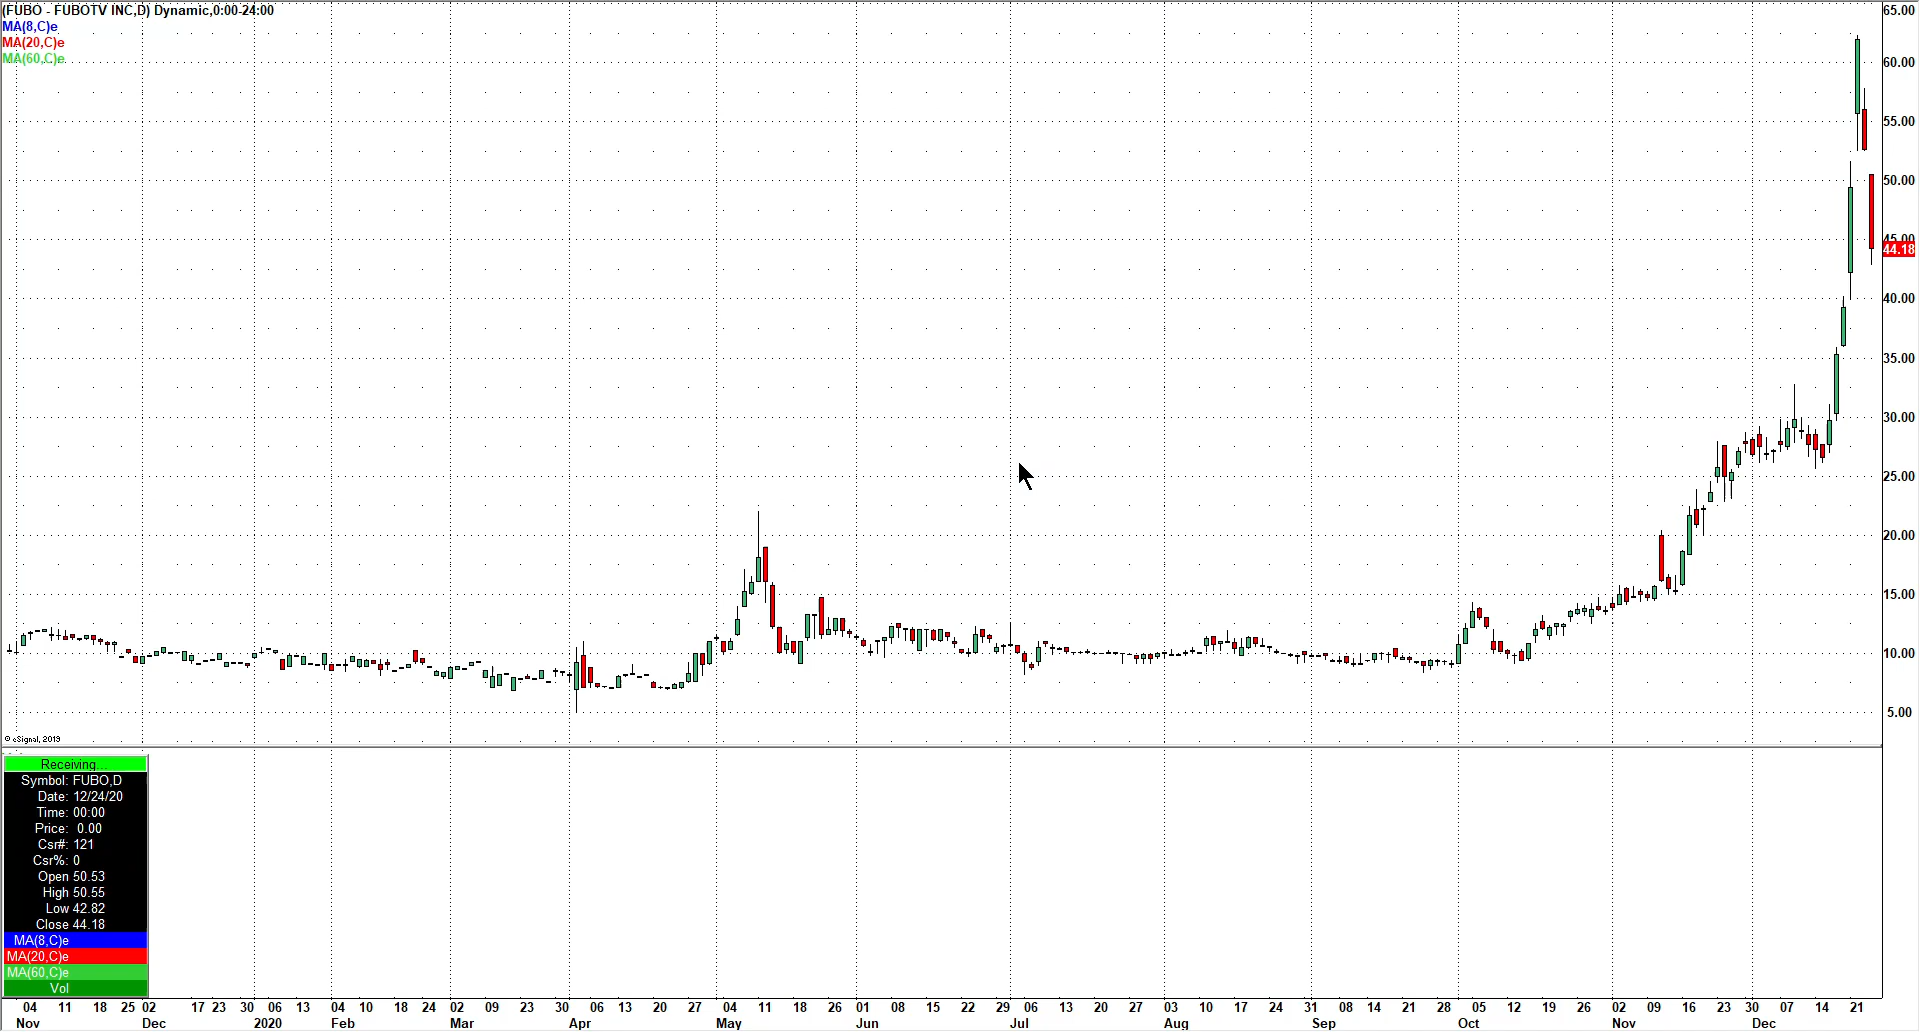 (FUBO - FUBOTV INC,D) Dynamic,0:00-24:00
MA(8,C)e
MA(20,C)e
MA(60,C)e
65.00
60.00
55.00
50.00
45.00
44.18
40.00
35.00
30.00
25.00
20.00
15.00
10.00
5.00
© eSignal, 2019
Receiving...
Symbol: FUBO,D
Date: 12/24/20
Time: 00:00
Price: 0.00
Csr#: 121
Csr%: 0
Open 50.53
High 50.55
Low 42.82
Close 44.18
MA(8,C)e
MA(20,C)e
MA(60,C)e
Vol
04 11 18 25 02 17 23 30 06 13 04 10 18 24 02 09 23 30 06 13 20 27 04 11 18 26 01 08 15 22 29 06 13 20 27 03 10 17 24 31 08 14 21 28 05 12 19 26 02 09 16 23 30 07 14 21
Nov Dec 2020 Feb Mar Apr May Jun Jul Aug Sep Oct Nov Dec